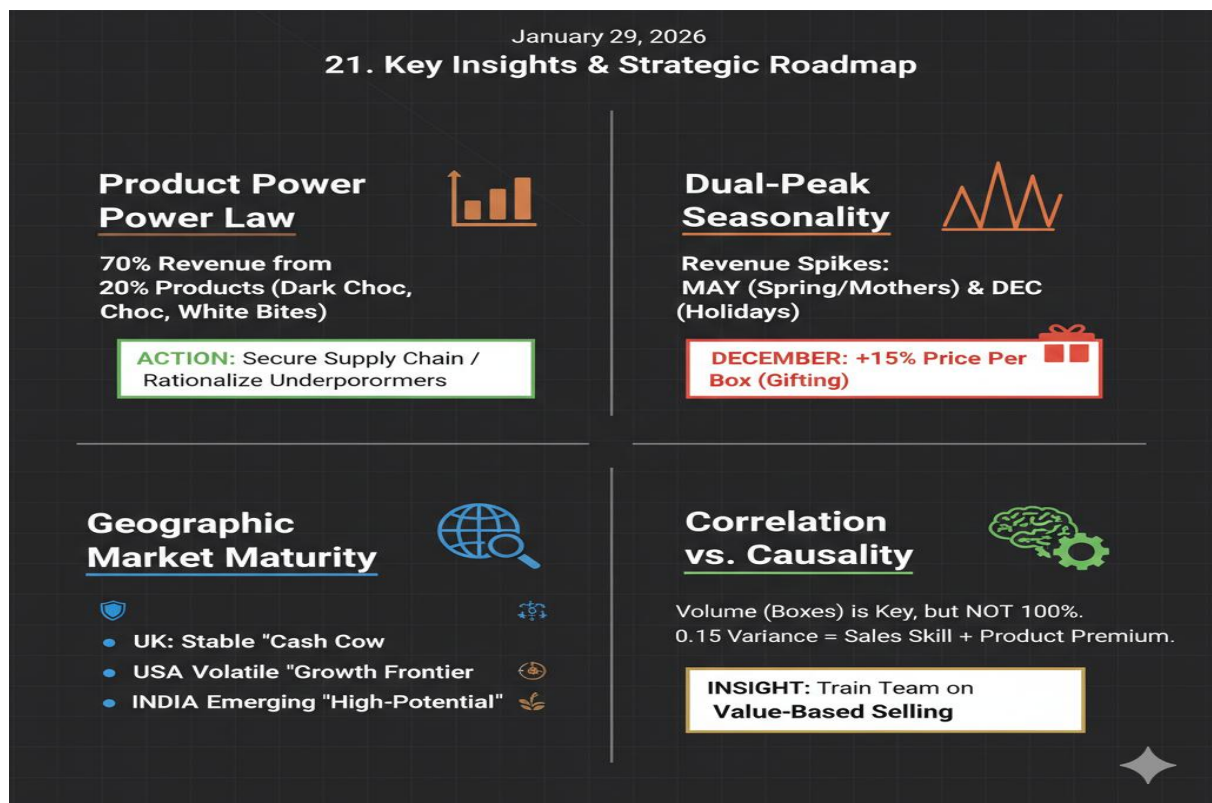 January 29, 2026
21. Key Insights & Strategic Roadmap
Product Power
Power Law
70% Revenue from
20% Products (Dark Choc,
Choc, White Bites)
ACTION: Secure Supply Chain /
Rationalize Underporormers
Dual-Peak
Seasonality
Revenue Spikes:
MAY (Spring/Mothers) & DEC
(Holidays)
DECEMBER: +15% Price Per
Box (Gifting)
Geographic
Market Maturity
UK: Stable "Cash Cow
USA Volatile "Growth Frontier
INDIA Emerging "High-Potential"
Correlation
vs. Causality
Volume (Boxes) is Key, but NOT 100%.
0.15 Variance = Sales Skill + Product Premium.
INSIGHT: Train Team on
Value-Based Selling